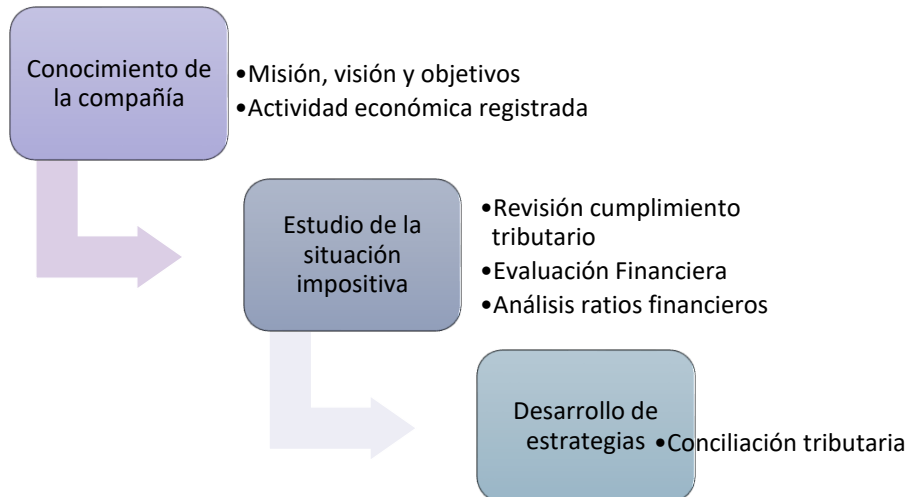 Conocimiento de
la compañía
•Misión, visión y objetivos
•Actividad económica registrada
Estudio de la
situación
impositiva
•Revisión cumplimiento
tributario
•Evaluación Financiera
•Análisis ratios financieros
Desarrollo de
estrategias
•Conciliación tributaria